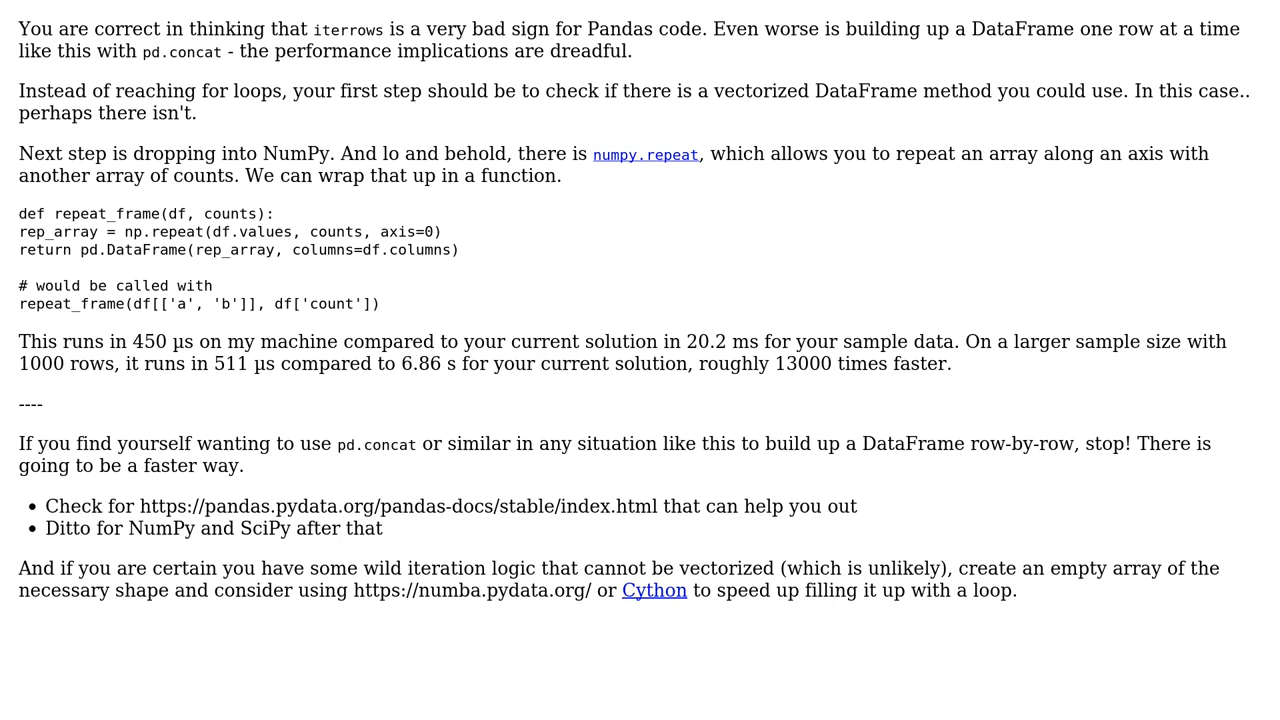 You are correct in thinking that iterrows is a very bad sign for Pandas code. Even worse is building up a DataFrame one row at a time
like this with pd.concat - the performance implications are dreadful.
Instead of reaching for loops, your first step should be to check if there is a vectorized DataFrame method you could use. In this case..
perhaps there isn't.
Next step is dropping into NumPy. And lo and behold, there is numpy.repeat, which allows you to repeat an array along an axis with
another array of counts. We can wrap that up in a function.
def repeat_frame(df, counts):
rep_array = np.repeat(df.values, counts, axis=0)
return pd.DataFrame(rep_array, columns=df.columns)
# would be called with
repeat_frame(df[['a', 'b']], df['count'])
This runs in 450 µs on my machine compared to your current solution in 20.2 ms for your sample data. On a larger sample size with
1000 rows, it runs in 511 µs compared to 6.86 s for your current solution, roughly 13000 times faster.
----
If you find yourself wanting to use pd.concat or similar in any situation like this to build up a DataFrame row-by-row, stop! There is
going to be a faster way.
• Check for https://pandas.pydata.org/pandas-docs/stable/index.html that can help you out
• Ditto for NumPy and SciPy after that
And if you are certain you have some wild iteration logic that cannot be vectorized (which is unlikely), create an empty array of the
necessary shape and consider using https://numba.pydata.org/ or Cython to speed up filling it up with a loop.